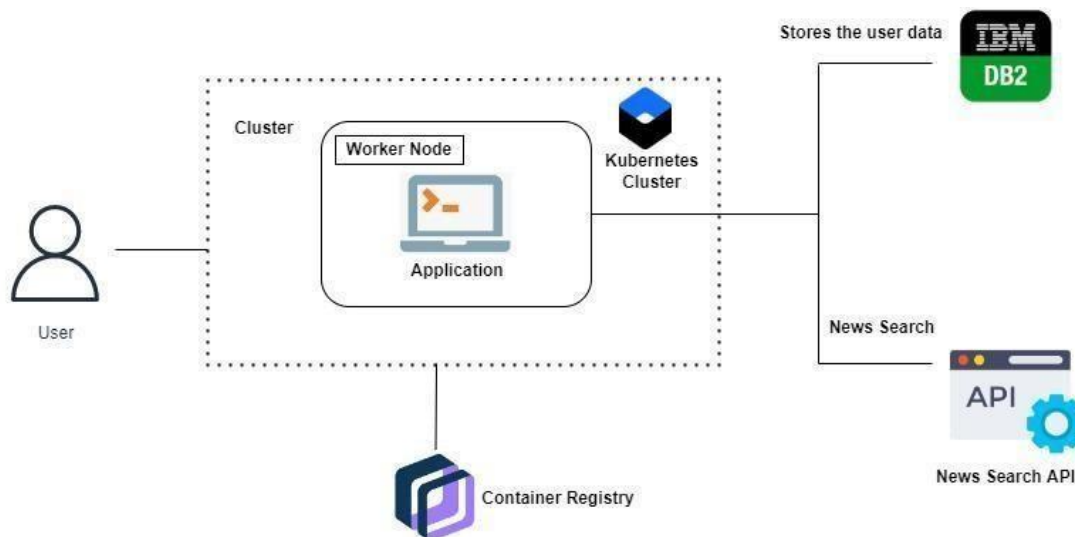 Stores the user data
IBM
DB2
Cluster
Worker Node
Kubernetes
Cluster
Application
User
News Search
API
News Search API
Container Registry